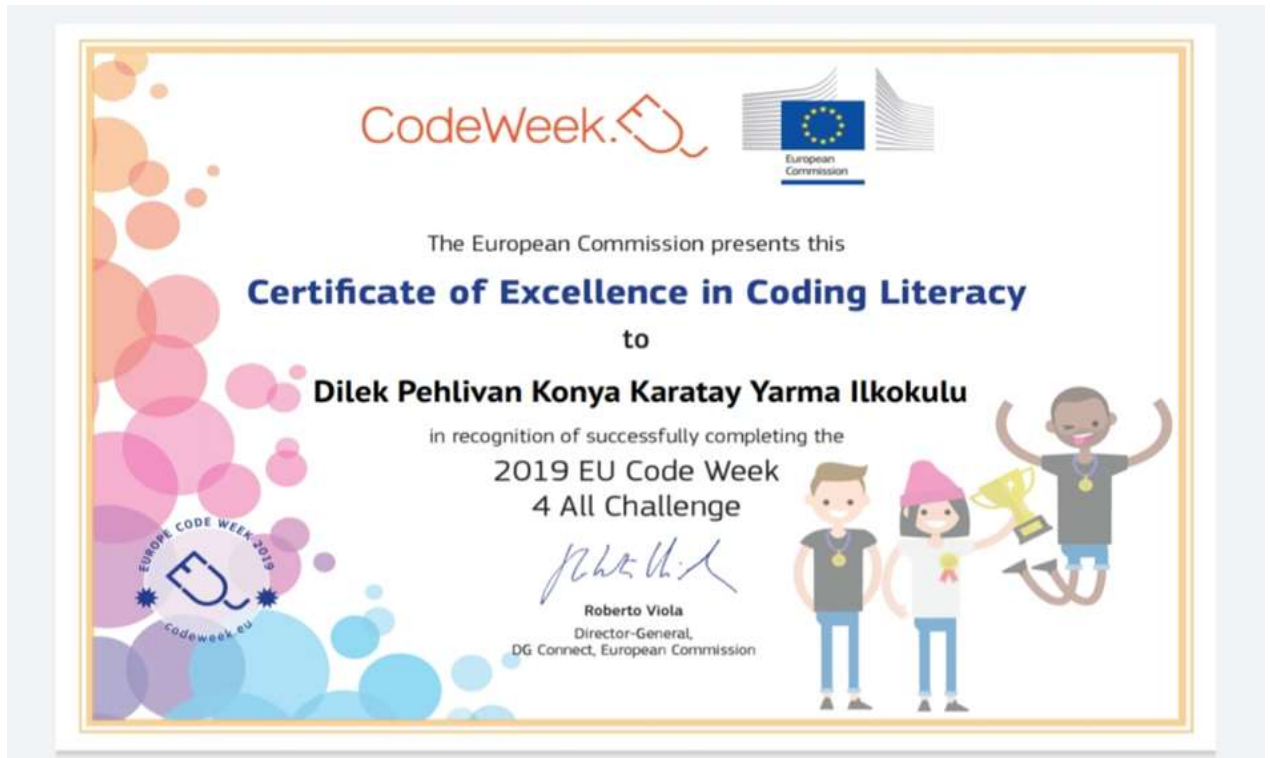 CodeWeek.EU
European
Commission
The European Commission presents this
Certificate of Excellence in Coding Literacy
to
Dilek Pehlivan Konya Karatay Yarma Ilkokulu
in recognition of successfully completing the
2019 EU Code Week
4 All Challenge
Roberto Viola
Director-General,
DG Connect, European Commission
EUROPE CODE WEEK 2019
codeweek.eu